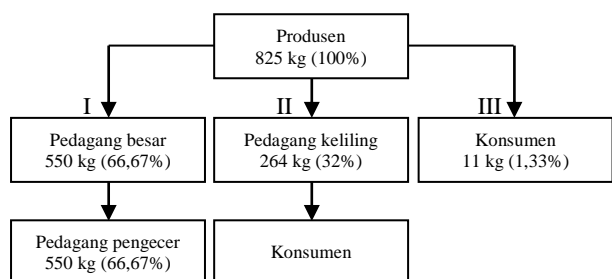 Produsen
825 kg (100%)
I
II
III
Pedagang besar
550 kg (66,67%)
Pedagang keliling
264 kg (32%)
Konsumen
11 kg (1,33%)
Pedagang pengecer
550 kg (66,67%)
Konsumen